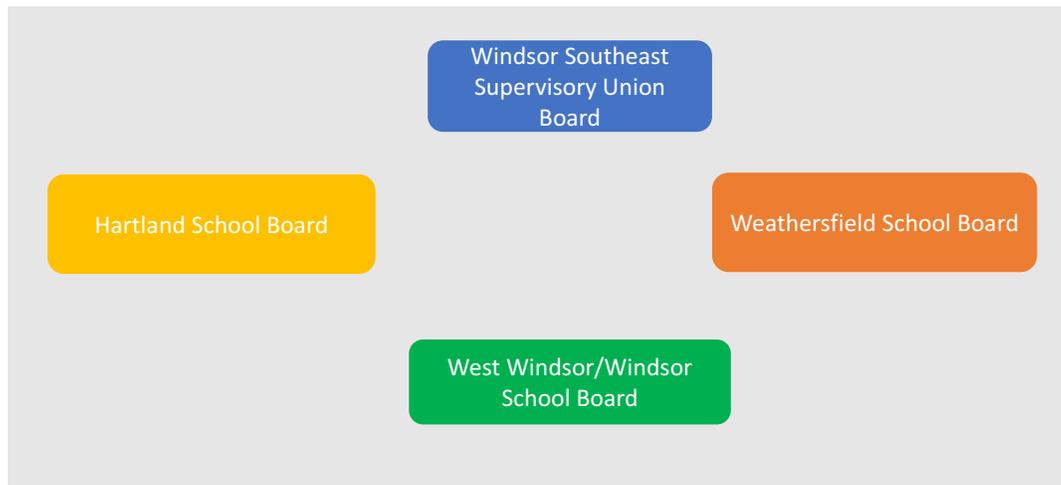 Windsor Southeast
Supervisory Union
Board
Hartland School Board
Weathersfield School Board
West Windsor/Windsor
School Board